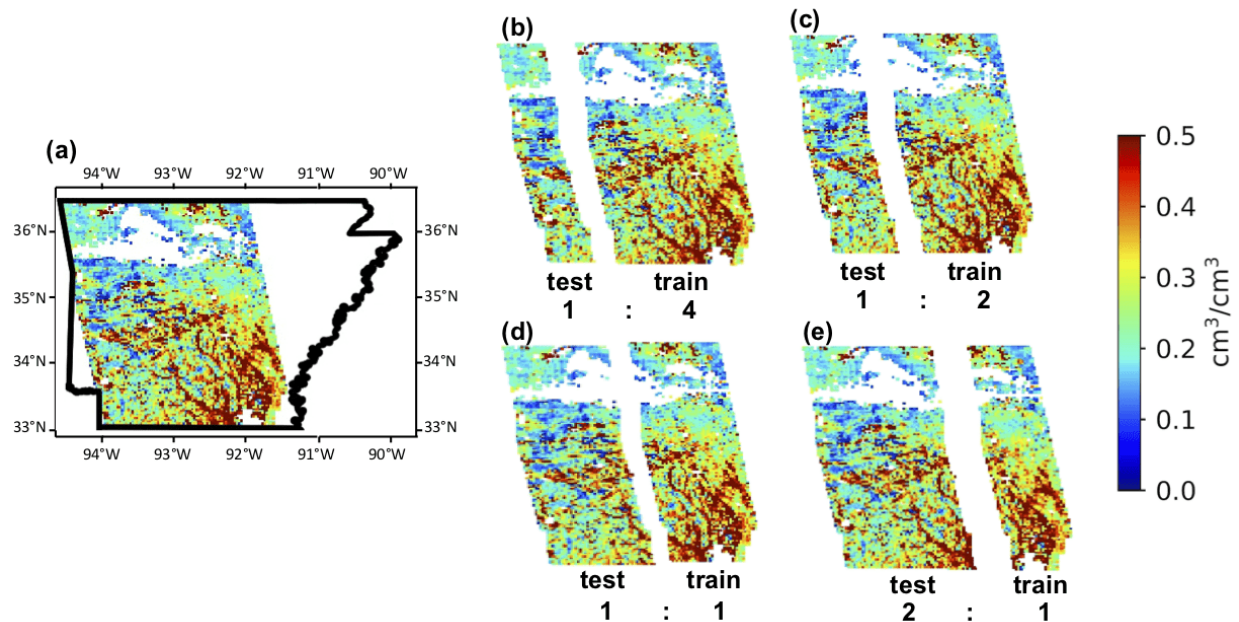 (a)
94°W 93°W 92°W 91°W 90°W
36°N 36°N
35°N 35°N
34°N 34°N
33°N 33°N
94°W 93°W 92°W 91°W 90°W
(b)
test train
1 : 4
(c)
test train
1 : 2
(d)
test train
1 : 1
(e)
test train
2 : 1
0.5
0.4
0.3
0.2
0.1
0.0
cm³/cm³